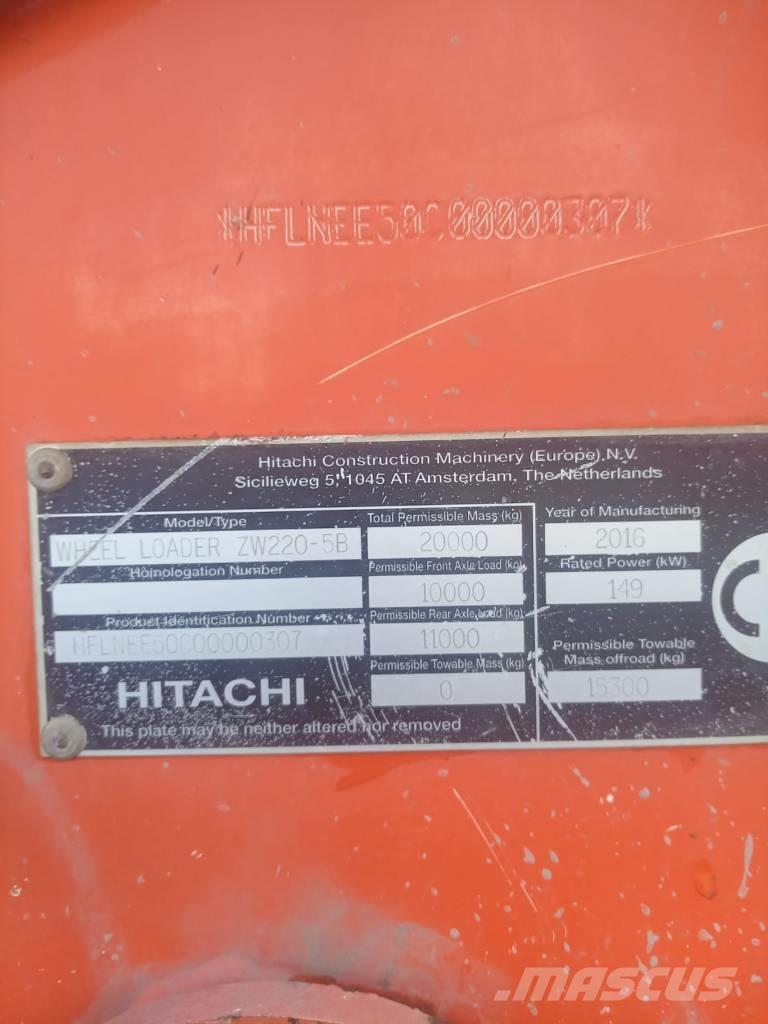 *HFLNEE50C00000307*
Hitachi Construction Machinery (Europe) N.V.
Sicilieweg 5, 1045 AT Amsterdam, The Netherlands
Model/Type
WHEEL LOADER ZW220-5B
Homologation Number
Product Identification Number
HFLNEE50C00000307
HITACHI
Total Permissible Mass (kg)
20000
Permissible Front Axle Load (kg)
10000
Permissible Rear Axle Load (kg)
11000
Permissible Towable Mass (kg)
0
Year of Manufacturing
2016
Rated Power (kW)
149
Permissible Towable
Mass offroad (kg)
15300
CE
This plate may be neither altered nor removed
MASCUS